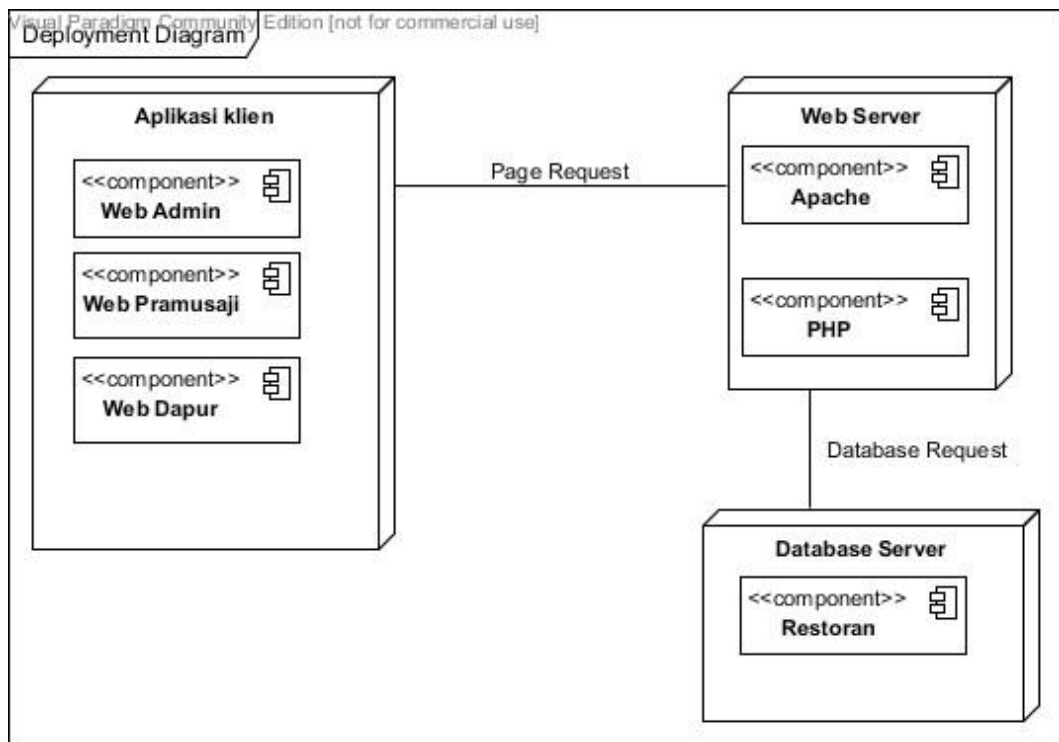 Visual Paradigm Community Edition [not for commercial use]
Deployment Diagram
Aplikasi klien
<<component>>
Web Admin
<<component>>
Web Pramusaji
<<component>>
Web Dapur
Page Request
Web Server
<<component>>
Apache
<<component>>
PHP
Database Request
Database Server
<<component>>
Restoran